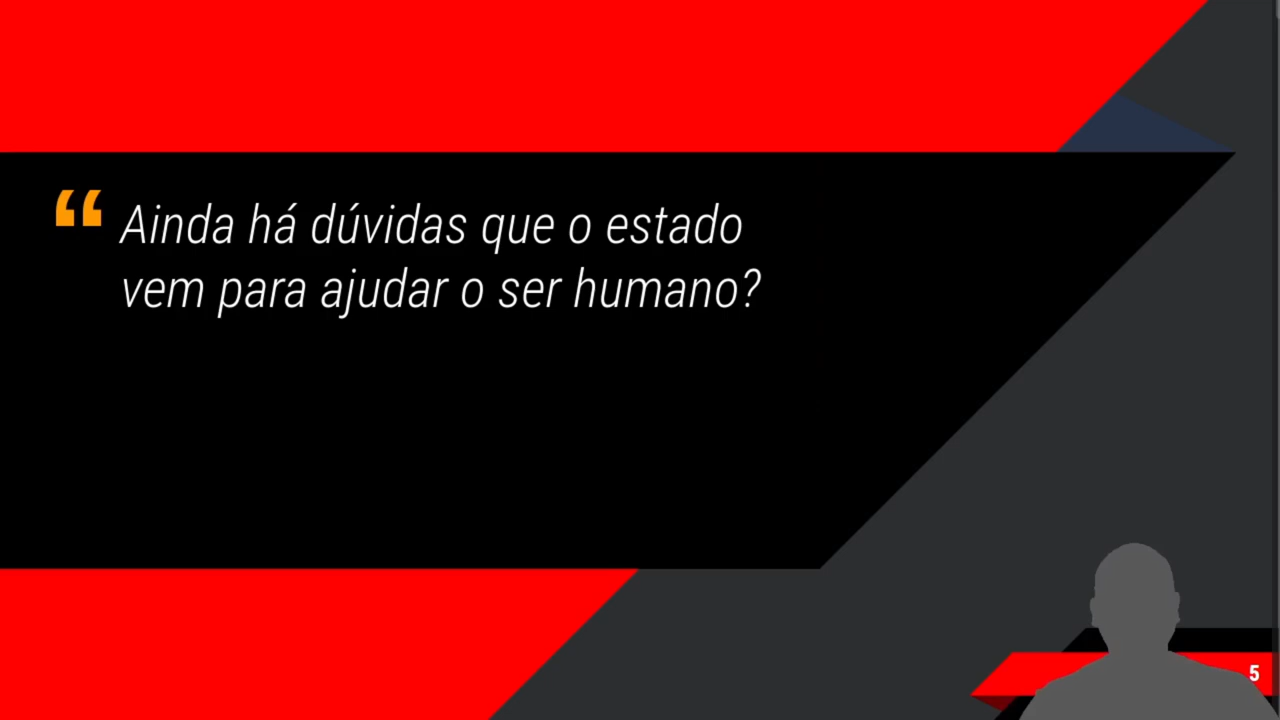 “ Ainda há dúvidas que o estado
vem para ajudar o ser humano?
5